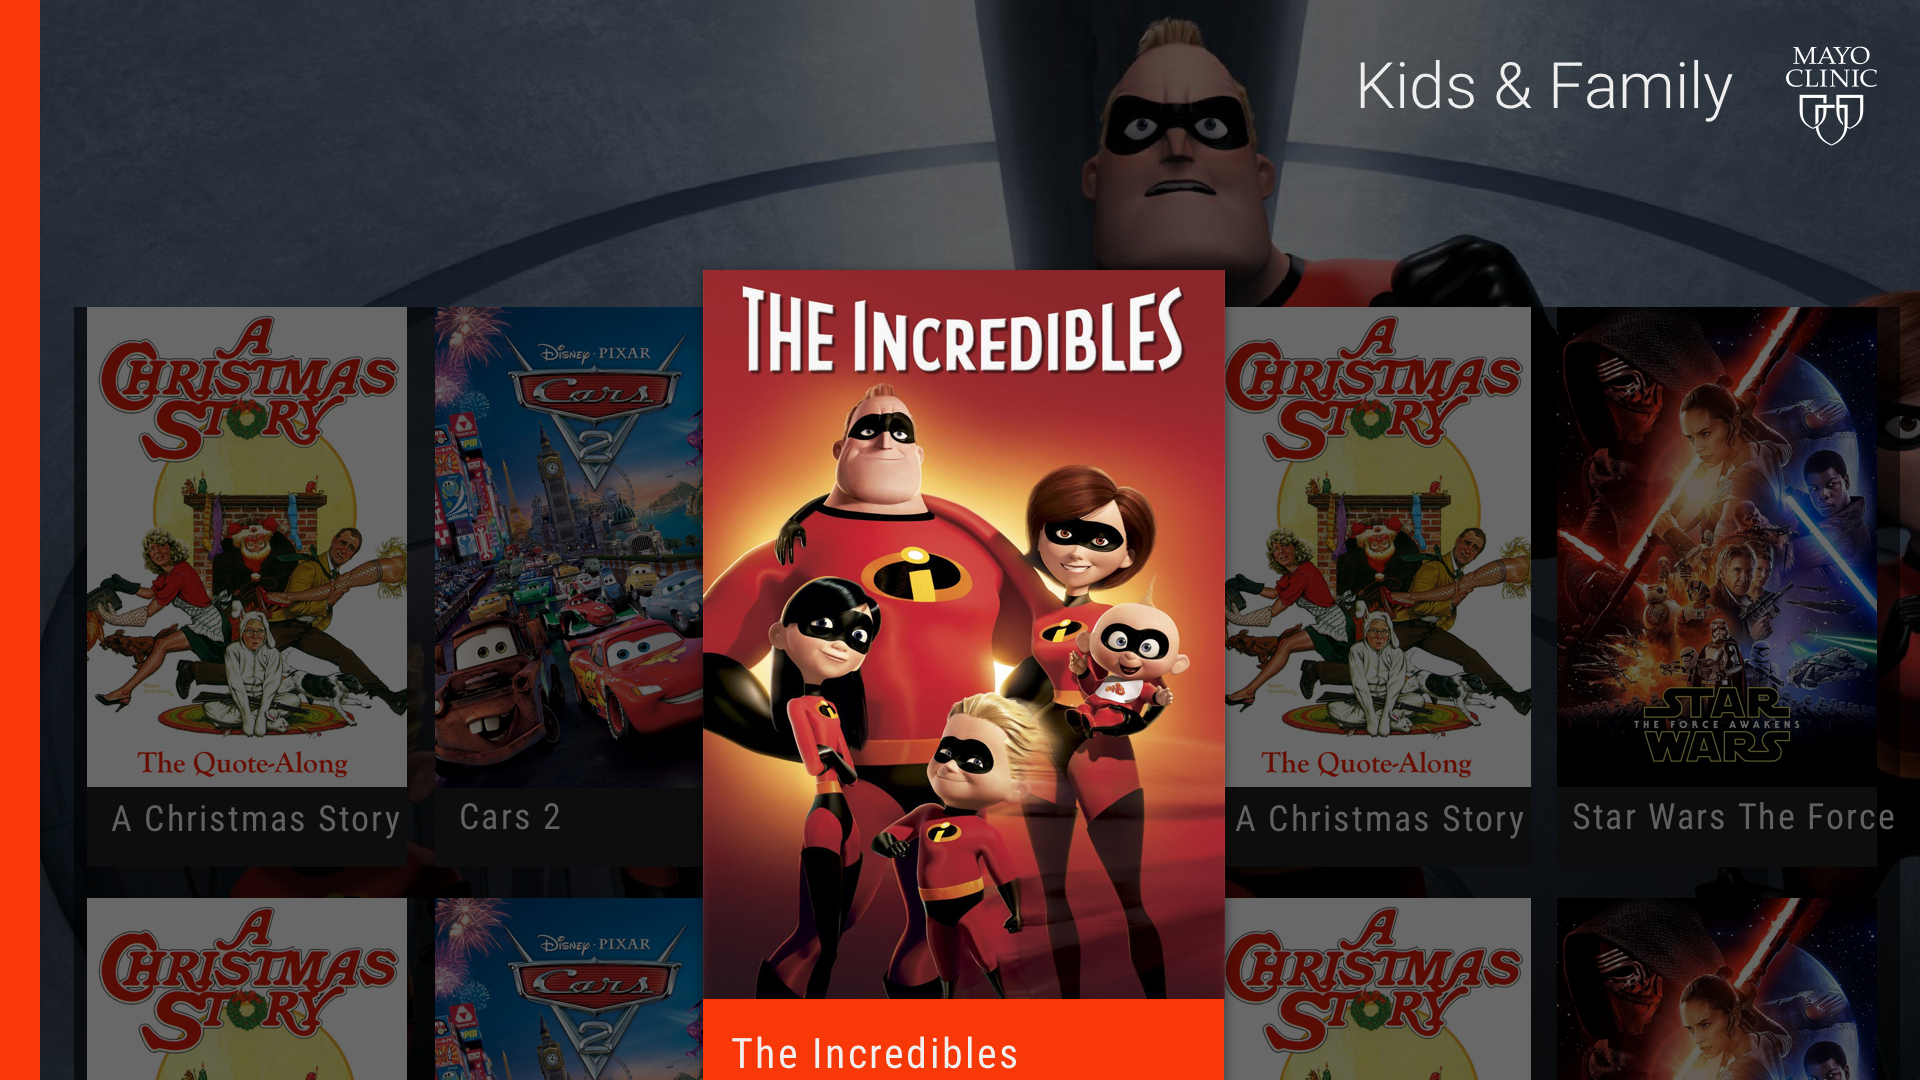 Kids & Family
MAYO
CLINIC
THE INCREDIBLES
A
CHRISTMAS
STORY
The Quote-Along
A Christmas Story
DISNEY · PIXAR
Cars
2
Cars 2
A
CHRISTMAS
STORY
The Quote-Along
A Christmas Story
STAR
THE FORCE AWAKENS
WARS
Star Wars The Force
The Incredibles
A
CHRISTMAS
STORY
DISNEY · PIXAR
Cars
2
A
CHRISTMAS
STORY